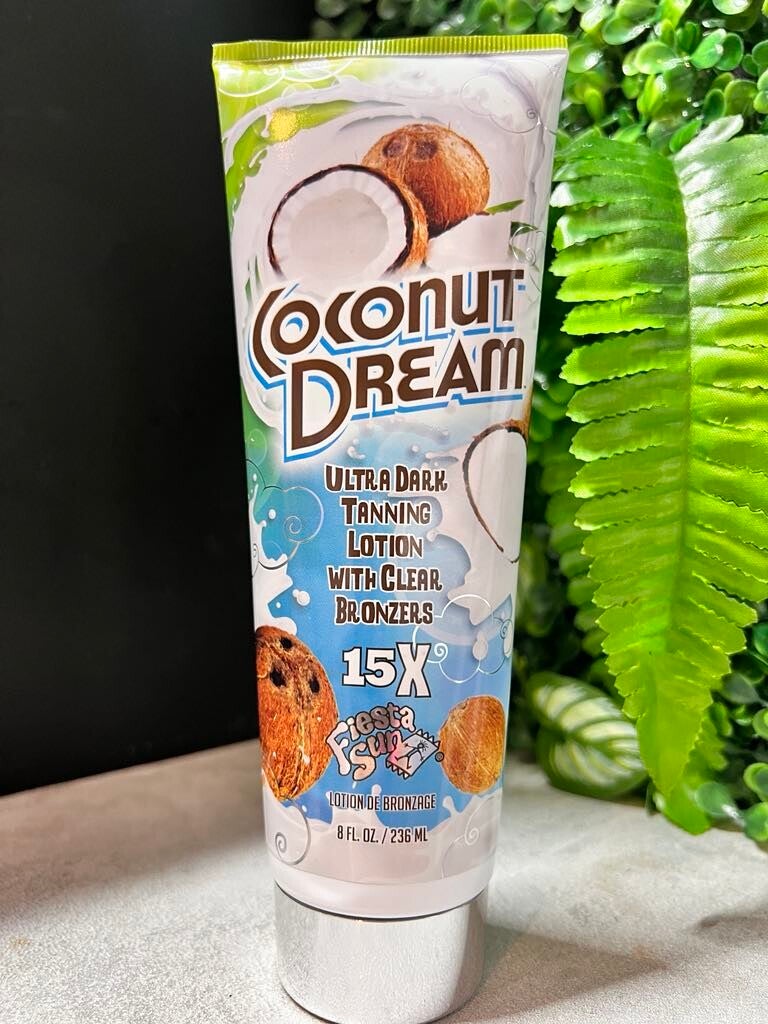 Coconut
Dream
Ultra Dark
Tanning
Lotion
with Clear
Bronzers
15X
Fiesta
Sun
®
LOTION DE BRONZAGE
8 FL. OZ. / 236 ML